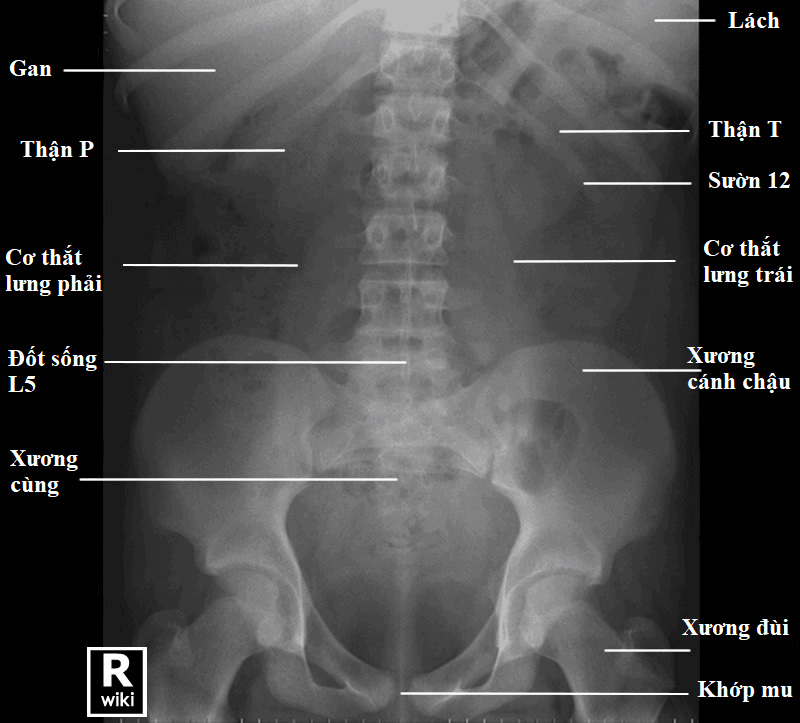 Lách
Gan
Thận T
Thận P
Sườn 12
Cơ thắt
lưng phải
Cơ thắt
lưng trái
Đốt sống
L5
Xương
cánh chậu
Xương
cùng
Xương đùi
R
wiki
Khớp mu